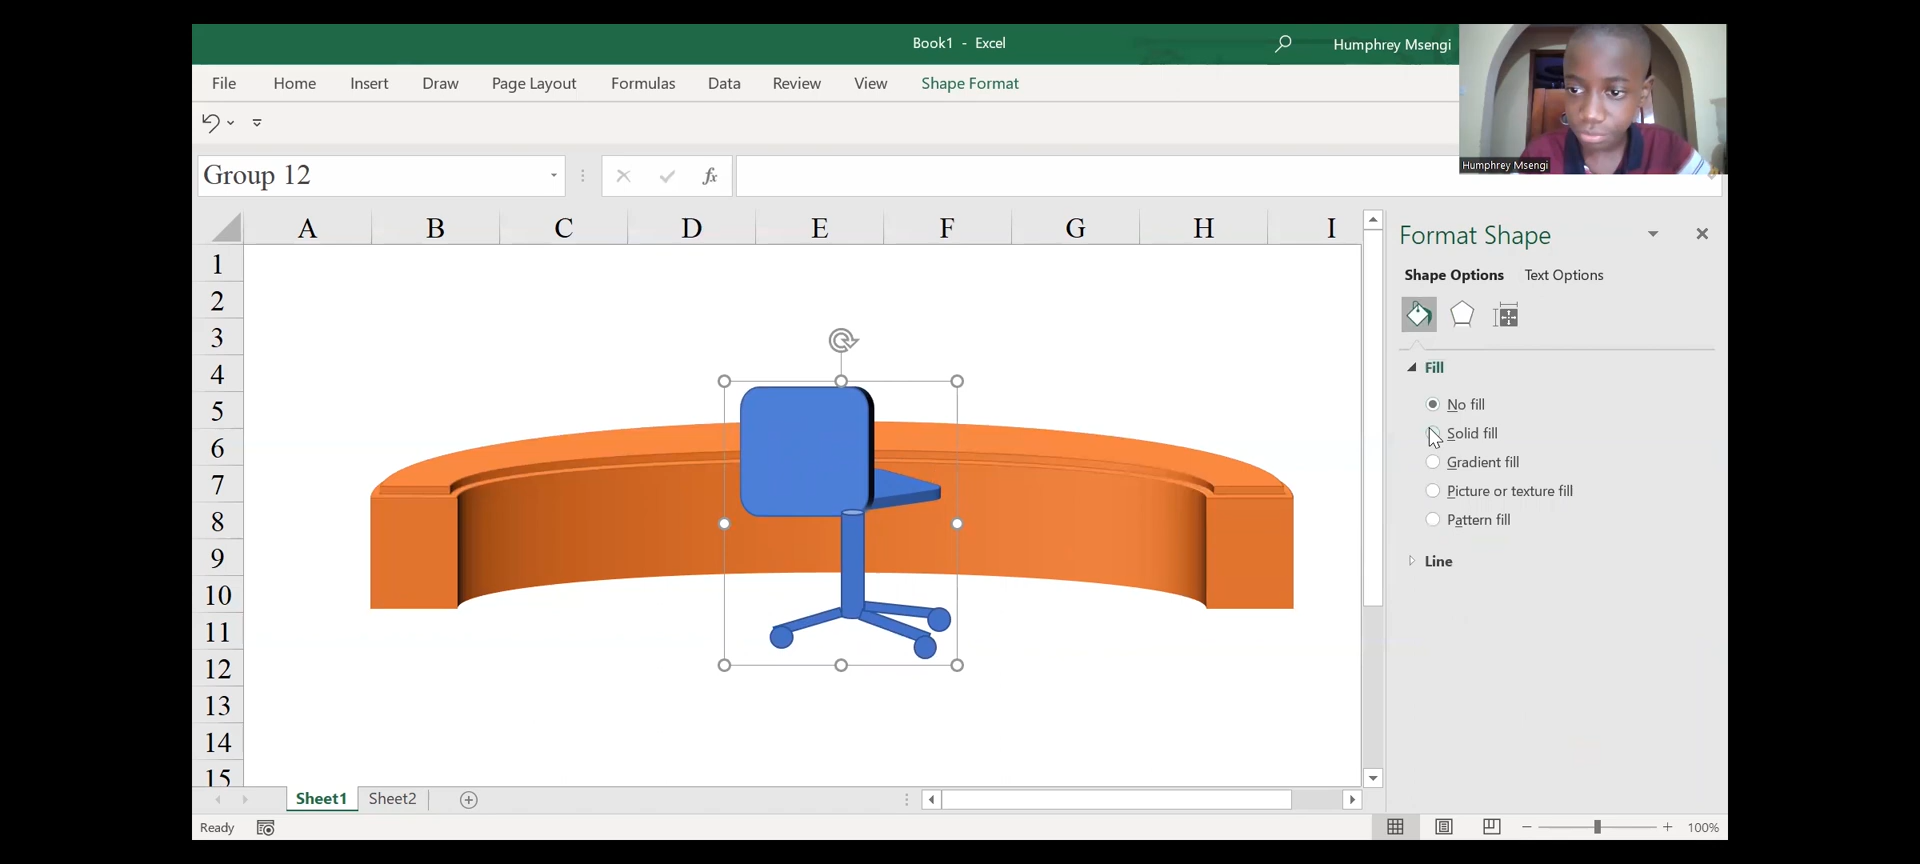 Book1 - Excel
Humphrey Msengi
File Home Insert Draw Page Layout Formulas Data Review View Shape Format
Humphrey Msengi
Group 12
fx
A B C D E F G H I
Format Shape
Shape Options Text Options
Fill
No fill
Solid fill
Gradient fill
Picture or texture fill
Pattern fill
Line
1
2
3
4
5
6
7
8
9
10
11
12
13
14
15
Sheet1 Sheet2
Ready
100%